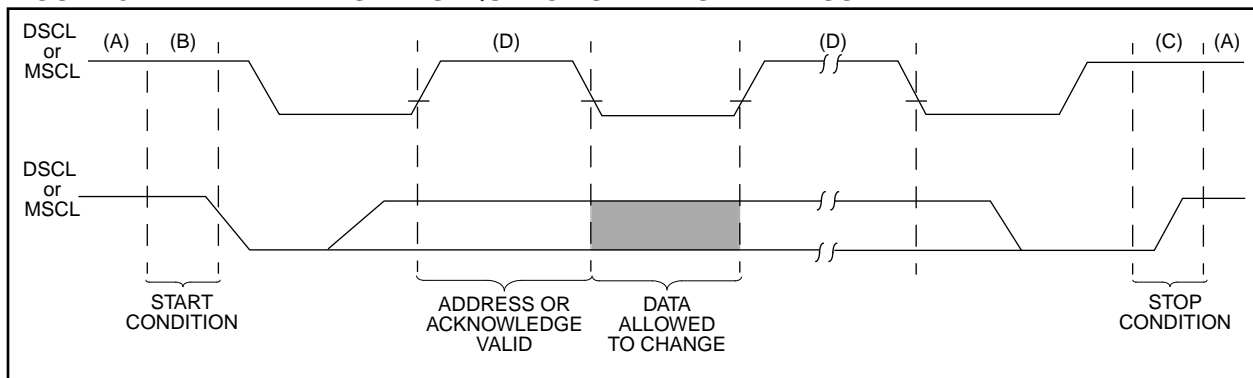 DSCL
or
MSCL
(A)
(B)
(D)
(D)
(C)
(A)
DSCL
or
MSCL
START
CONDITION
ADDRESS OR
ACKNOWLEDGE
VALID
DATA
ALLOWED
TO CHANGE
STOP
CONDITION